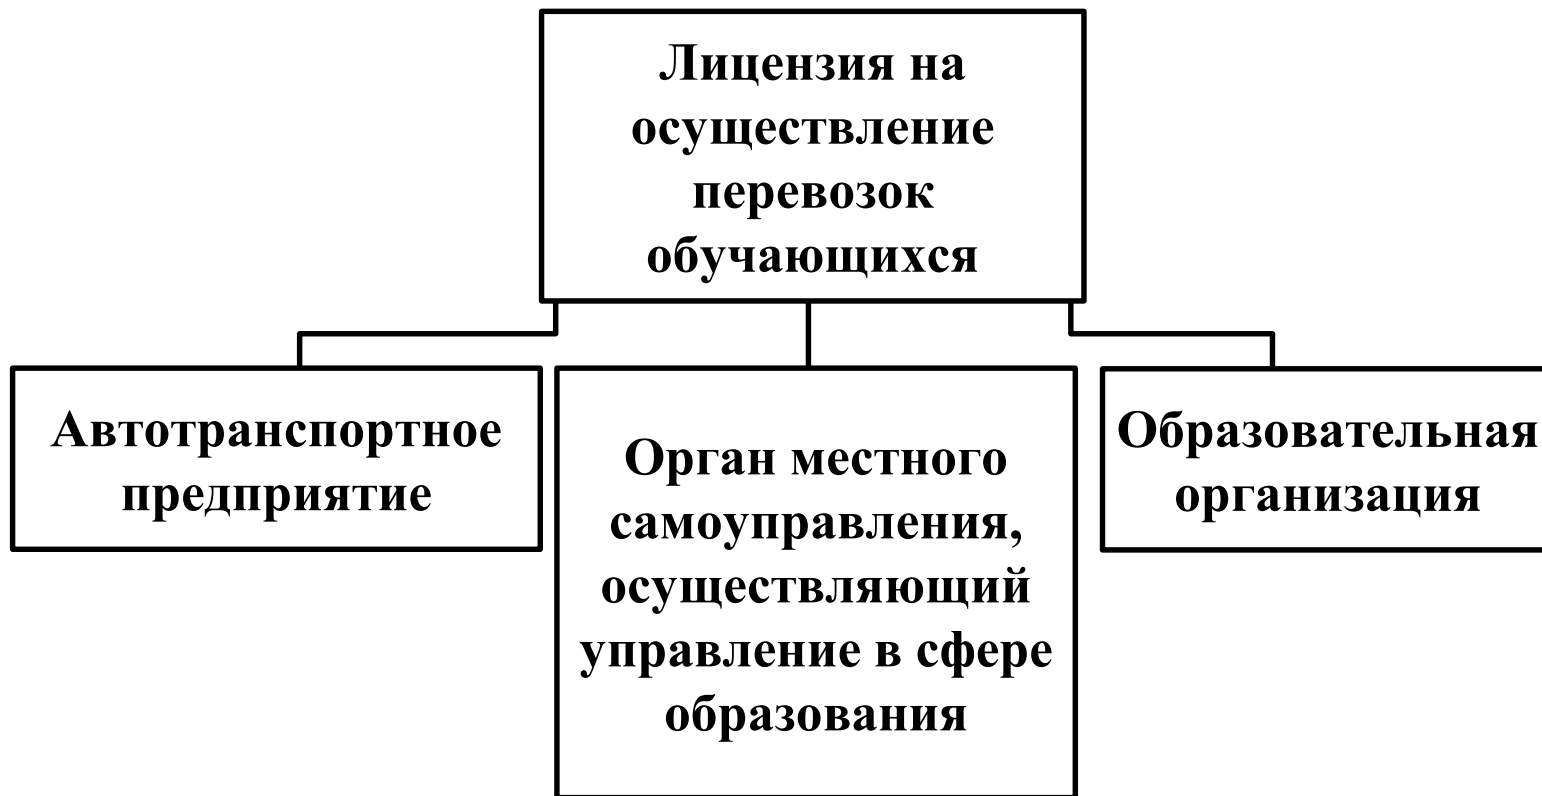 Лицензия на
осуществление
перевозок
обучающихся
Автотранспортное
предприятие
Орган местного
самоуправления,
осуществляющий
управление в сфере
образования
Образовательная
организация